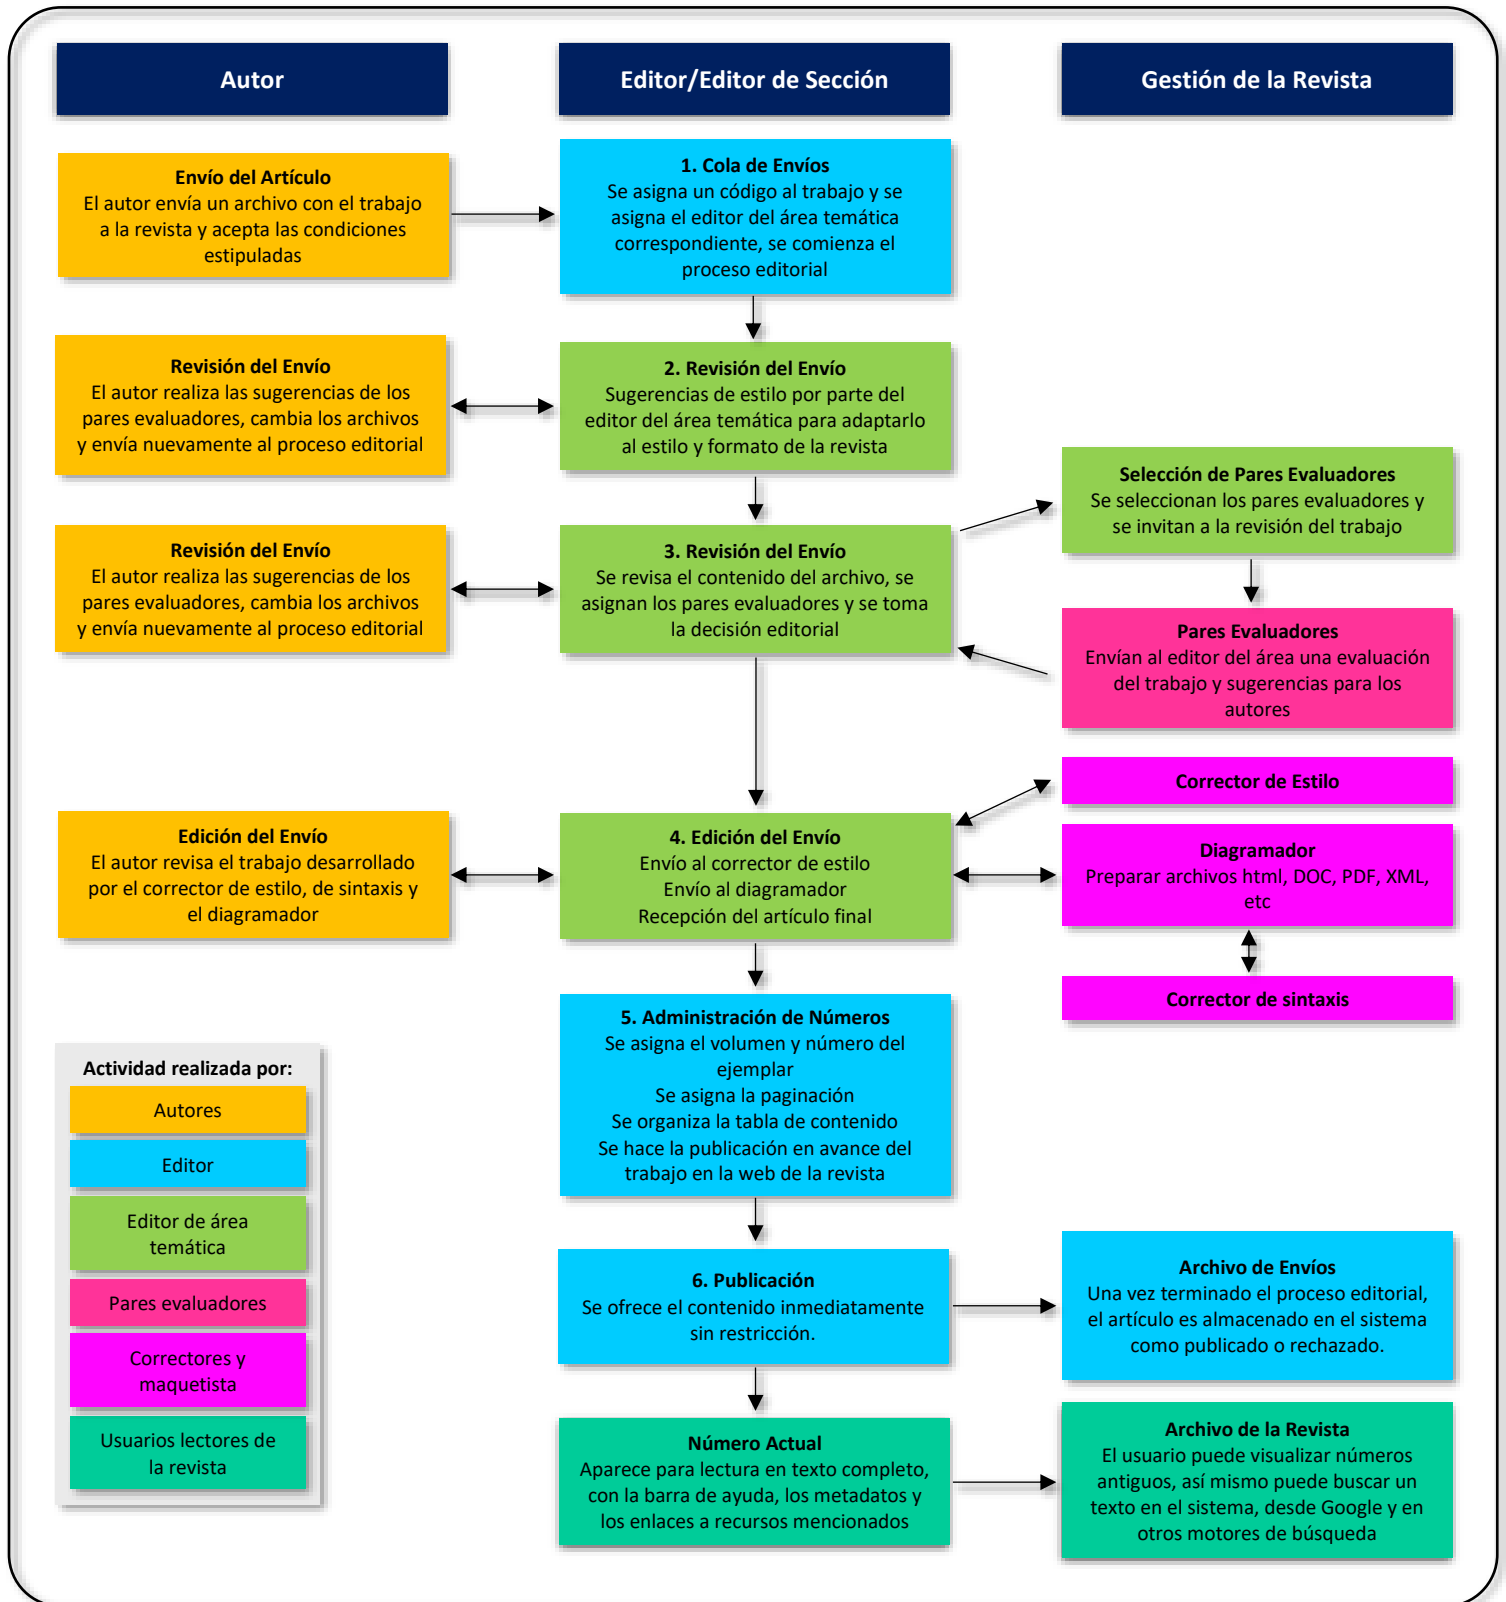 Autor
Editor/Editor de Sección
Gestión de la Revista
Envío del Artículo
El autor envía un archivo con el trabajo
a la revista y acepta las condiciones
estipuladas
1. Cola de Envíos
Se asigna un código al trabajo y se
asigna el editor del área temática
correspondiente, se comienza el
proceso editorial
Revisión del Envío
El autor realiza las sugerencias de los
pares evaluadores, cambia los archivos
y envía nuevamente al proceso editorial
2. Revisión del Envío
Sugerencias de estilo por parte del
editor del área temática para adaptarlo
al estilo y formato de la revista
Selección de Pares Evaluadores
Se seleccionan los pares evaluadores y
se invitan a la revisión del trabajo
Revisión del Envío
El autor realiza las sugerencias de los
pares evaluadores, cambia los archivos
y envía nuevamente al proceso editorial
3. Revisión del Envío
Se revisa el contenido del archivo, se
asignan los pares evaluadores y se toma
la decisión editorial
Pares Evaluadores
Envían al editor del área una evaluación
del trabajo y sugerencias para los
autores
Corrector de Estilo
Edición del Envío
El autor revisa el trabajo desarrollado
por el corrector de estilo, de sintaxis y
el diagramador
4. Edición del Envío
Envío al corrector de estilo
Envío al diagramador
Recepción del artículo final
Diagramador
Preparar archivos html, DOC, PDF, XML,
etc
Corrector de sintaxis
5. Administración de Números
Se asigna el volumen y número del
ejemplar
Se asigna la paginación
Se organiza la tabla de contenido
Se hace la publicación en avance del
trabajo en la web de la revista
Actividad realizada por:
Autores
Editor
Editor de área
temática
Pares evaluadores
Correctores y
maquetista
Usuarios lectores de
la revista
6. Publicación
Se ofrece el contenido inmediatamente
sin restricción.
Archivo de Envíos
Una vez terminado el proceso editorial,
el artículo es almacenado en el sistema
como publicado o rechazado.
Número Actual
Aparece para lectura en texto completo,
con la barra de ayuda, los metadatos y
los enlaces a recursos mencionados
Archivo de la Revista
El usuario puede visualizar números
antiguos, así mismo puede buscar un
texto en el sistema, desde Google y en
otros motores de búsqueda